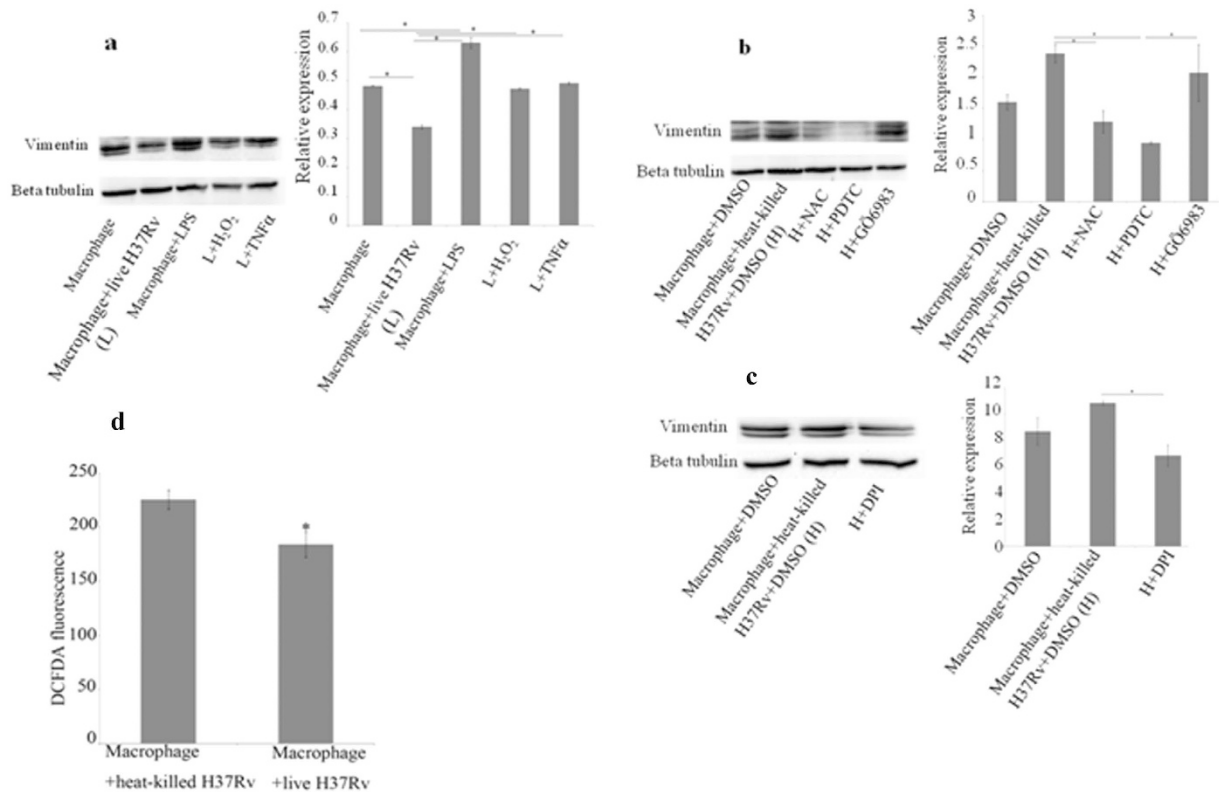 a
Vimentin
Beta tubulin
Macrophage
Macrophage+live H37Rv
(L)
Macrophage+LPS
L+H₂O₂
L+TNFα
Relative expression
0.7
0.6
0.5
0.4
0.3
0.2
0.1
0
*
*
*
*
*
Macrophage
Macrophage+live H37Rv
(L)
Macrophage+LPS
L+H₂O₂
L+TNFα
b
Vimentin
Beta tubulin
Macrophage+DMSO
Macrophage+heat-killed
H37Rv+DMSO (H)
H+NAC
H+PDTC
H+GÖ6983
Relative expression
3
2.5
2
1.5
1
0.5
0
*
*
*
Macrophage+DMSO
Macrophage+heat-killed
H37Rv+DMSO (H)
H+NAC
H+PDTC
H+GÖ6983
c
Vimentin
Beta tubulin
Macrophage+DMSO
Macrophage+heat-killed
H37Rv+DMSO (H)
H+DPI
Relative expression
12
10
8
6
4
2
0
*
Macrophage+DMSO
Macrophage+heat-killed
H37Rv+DMSO (H)
H+DPI
d
DCFDA fluorescence
250
200
150
100
50
0
*
Macrophage
+heat-killed H37Rv
Macrophage
+live H37Rv